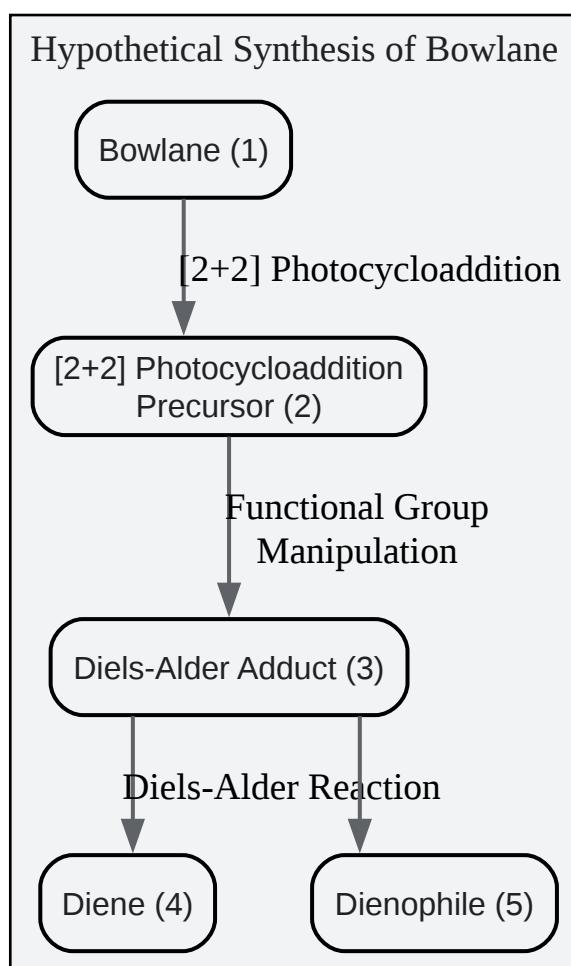 Hypothetical Synthesis of Bowlane
Bowlane (1)
[2+2] Photocycloaddition
[2+2] Photocycloaddition
Precursor (2)
Functional Group
Manipulation
Diels-Alder Adduct (3)
Diels-Alder Reaction
Diene (4)
Dienophile (5)